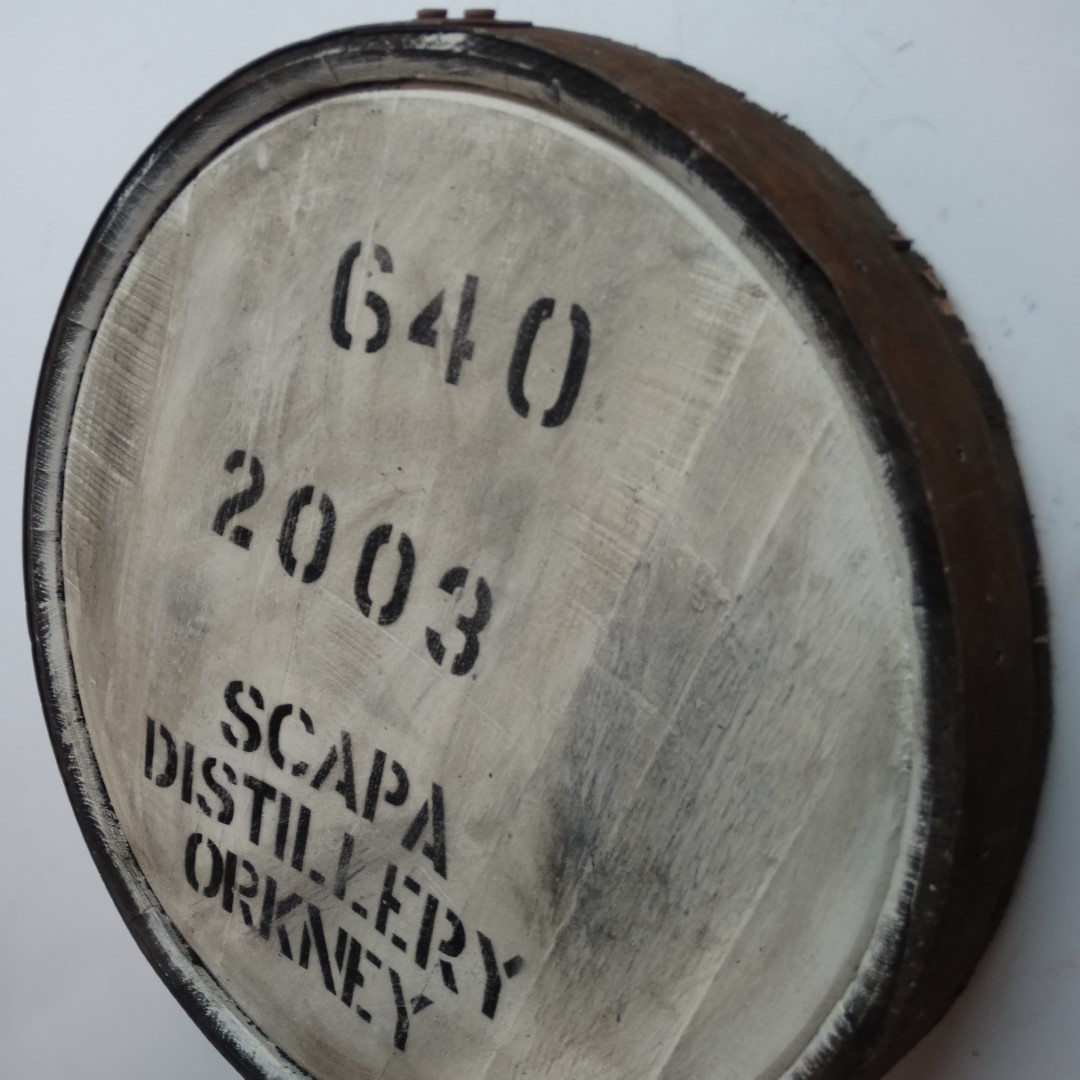 640
2003
SCAPA
DISTILLERY
ORKNEY